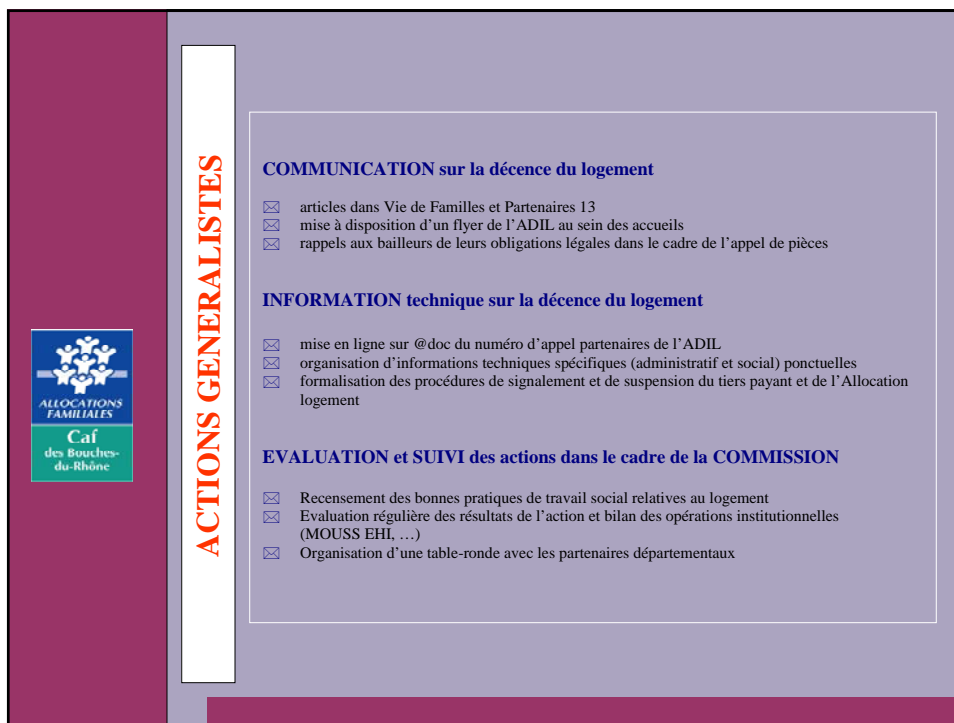 ACTIONS GENERALISTES
COMMUNICATION sur la décence du logement
articles dans Vie de Familles et Partenaires 13
mise à disposition d’un flyer de l’ADIL au sein des accueils
rappels aux bailleurs de leurs obligations légales dans le cadre de l’appel de pièces
INFORMATION technique sur la décence du logement
mise en ligne sur @doc du numéro d’appel partenaires de l’ADIL
organisation d’informations techniques spécifiques (administratif et social) ponctuelles
formalisation des procédures de signalement et de suspension du tiers payant et de l’Allocation
logement
EVALUATION et SUIVI des actions dans le cadre de la COMMISSION
Recensement des bonnes pratiques de travail social relatives au logement
Evaluation régulière des résultats de l’action et bilan des opérations institutionnelles
(MOUSS EHI, …)
Organisation d’une table-ronde avec les partenaires départementaux
ALLOCATIONS
FAMILIALES
Caf
des Bouches-
du-Rhône